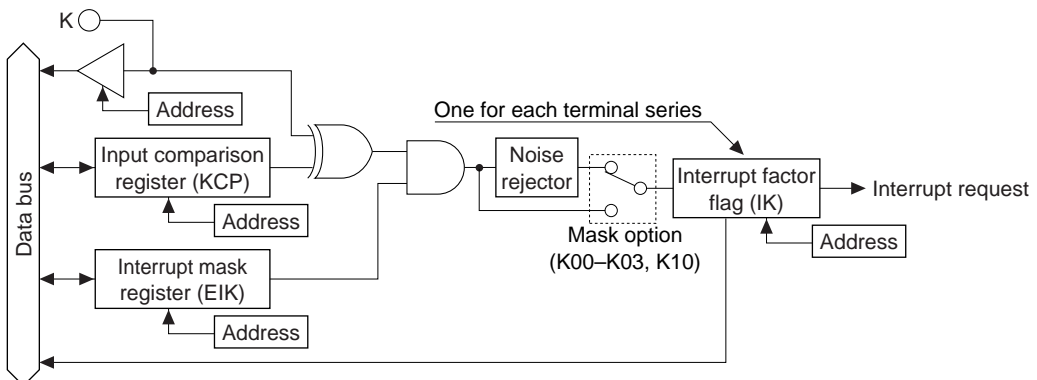 K
Address
One for each terminal series
Input comparison
register (KCP)
Noise
rejector
Interrupt factor
flag (IK)
Interrupt request
Data bus
Address
Mask option
(K00–K03, K10)
Address
Interrupt mask
register (EIK)
Address